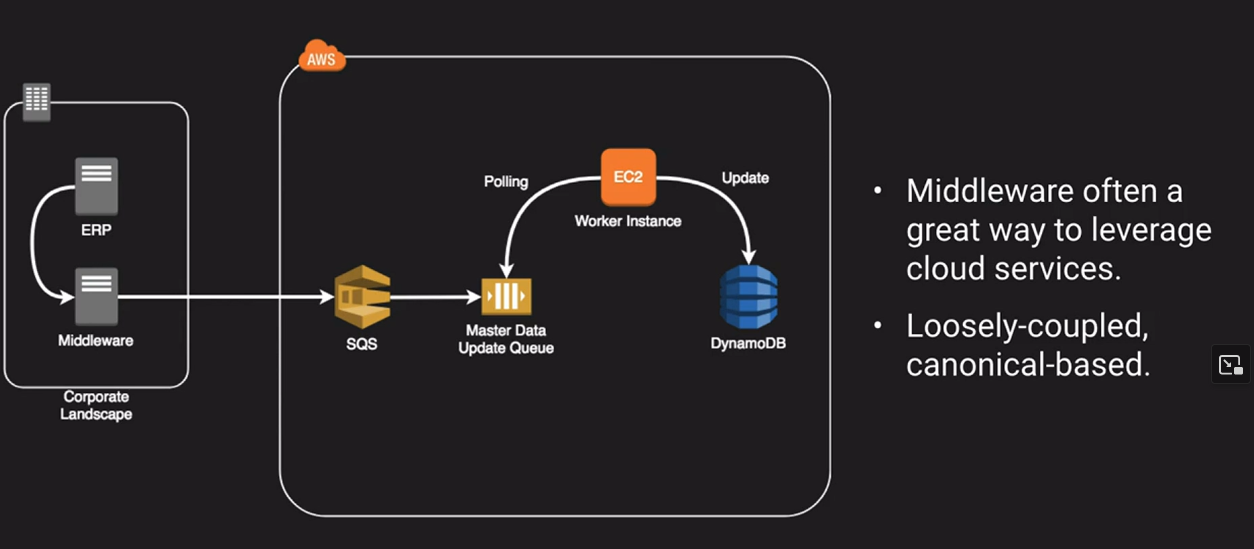 AWS
ERP
Middleware
Corporate
Landscape
SQS
Polling
Master Data
Update Queue
EC2
Worker Instance
Update
DynamoDB
• Middleware often a
great way to leverage
cloud services.
• Loosely-coupled,
canonical-based.